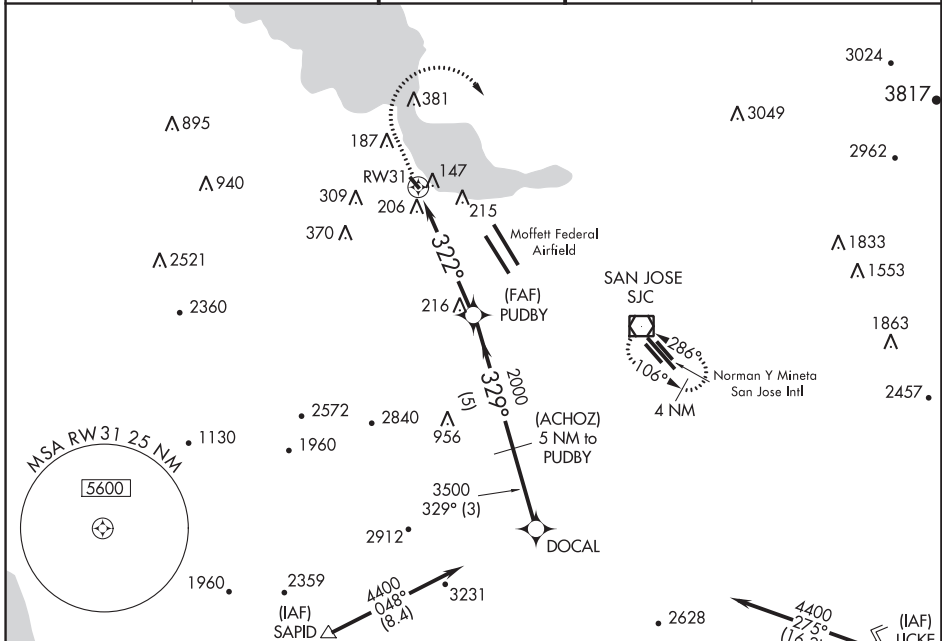 3024
3817
381
3049
895
187
2962
RW31
147
940
309
206
215
370
Moffett Federal
Airfield
322°
1833
2521
1553
SAN JOSE
SJC
(FAF)
PUDBY
216
2360
1863
286°
106°
Norman Y Mineta
San Jose Intl
4 NM
2000
329°
(5)
2457
2572
2840
956
(ACHOZ)
5 NM to
PUDBY
1130
1960
MSA RW31 25 NM
5600
3500
329° (3)
2912
DOCAL
1960
2359
4400
048°
(8.4)
3231
(IAF)
SAPID
2628
4400
275°
(IAF)